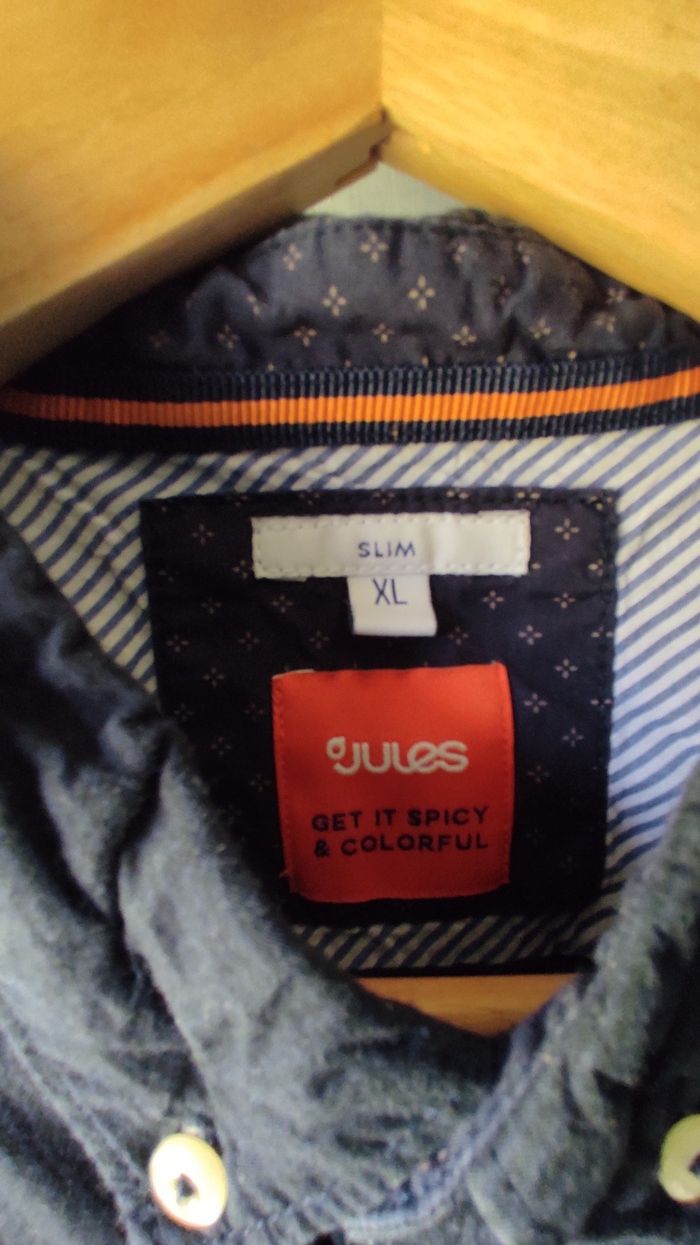 SLIM
XL
JULES
GET IT SPICY
& COLORFUL